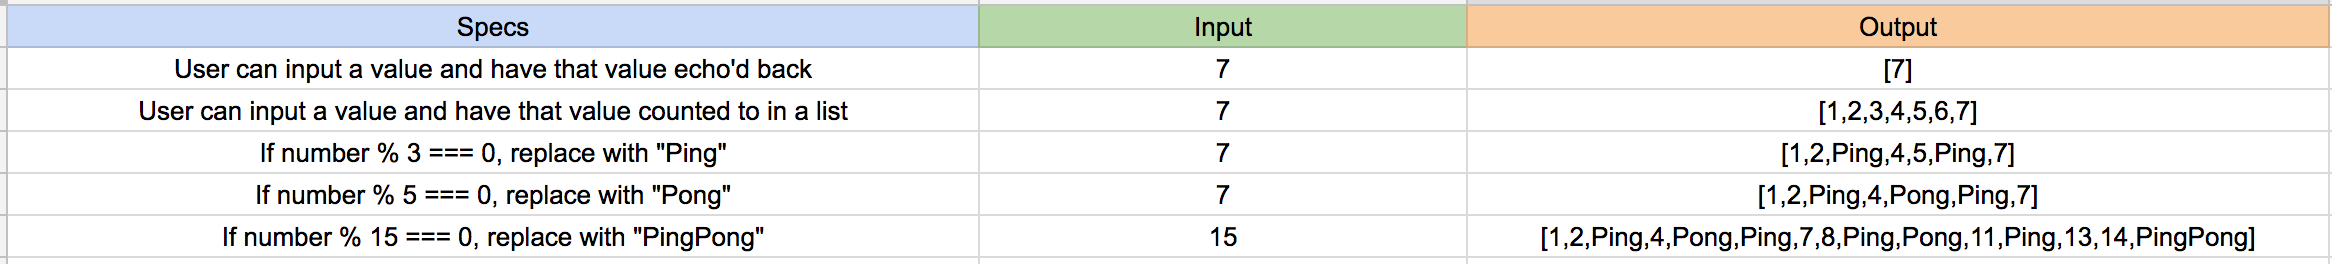 Specs Input Output
User can input a value and have that value echo'd back 7 [7]
User can input a value and have that value counted to in a list 7 [1,2,3,4,5,6,7]
If number % 3 === 0, replace with "Ping" 7 [1,2,Ping,4,5,Ping,7]
If number % 5 === 0, replace with "Pong" 7 [1,2,Ping,4,Pong,Ping,7]
If number % 15 === 0, replace with "PingPong" 15 [1,2,Ping,4,Pong,Ping,7,8,Ping,Pong,11,Ping,13,14,PingPong]